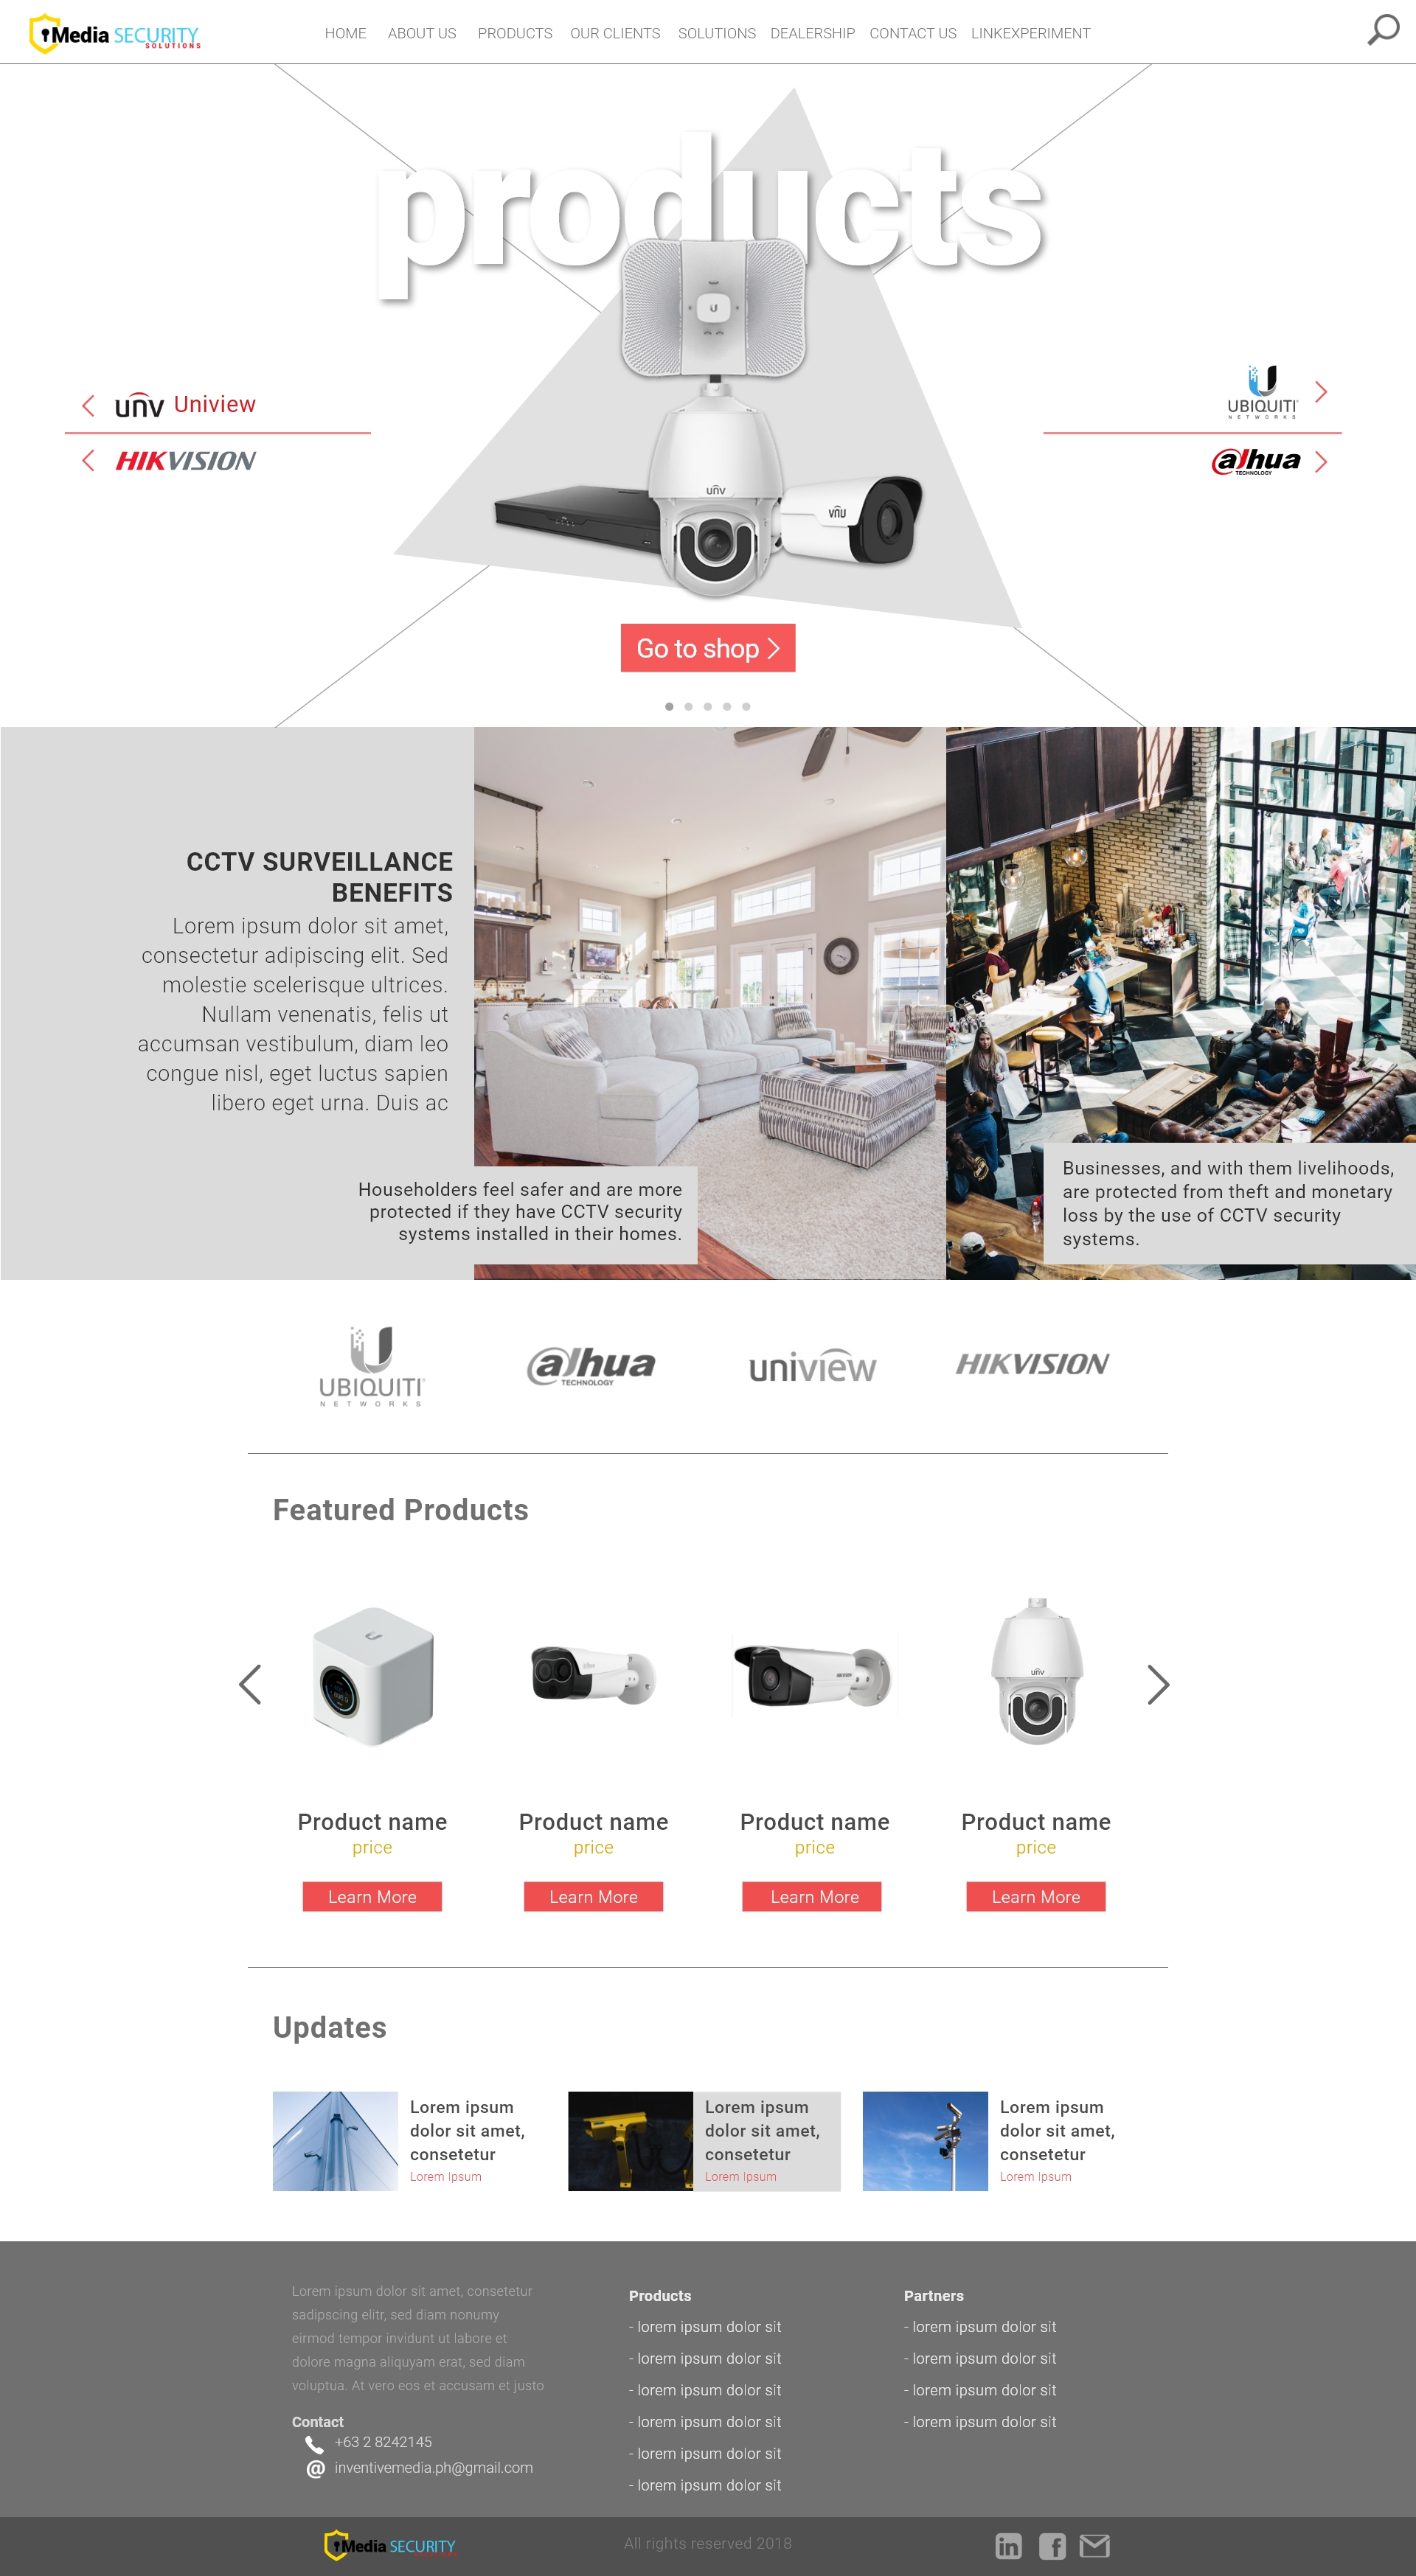 iMedia SECURITY
SOLUTIONS
HOME ABOUT US PRODUCTS OUR CLIENTS SOLUTIONS DEALERSHIP CONTACT US LINKEXPERIMENT
products
unv Uniview
HIKVISION
UBIQUITI
NETWORKS
alhua
TECHNOLOGY
U
unv
unv
Go to shop
CCTV SURVEILLANCE
BENEFITS
Lorem ipsum dolor sit amet,
consectetur adipiscing elit. Sed
molestie scelerisque ultrices.
Nullam venenatis, felis ut
accumsan vestibulum, diam leo
congue nisl, eget luctus sapien
libero eget urna. Duis ac
Householders feel safer and are more
protected if they have CCTV security
systems installed in their homes.
Businesses, and with them livelihoods,
are protected from theft and monetary
loss by the use of CCTV security
systems.
UBIQUITI
NETWORKS
alhua
TECHNOLOGY
uniview
HIKVISION
Featured Products
HIKVISION
unv
Product name
price
Learn More
Product name
price
Learn More
Product name
price
Learn More
Product name
price
Learn More
Updates
Lorem ipsum
dolor sit amet,
consetetur
Lorem Ipsum
Lorem ipsum
dolor sit amet,
consetetur
Lorem Ipsum
Lorem ipsum
dolor sit amet,
consetetur
Lorem Ipsum
Lorem ipsum dolor sit amet, consetetur
sadipscing elitr, sed diam nonumy
eirmod tempor invidunt ut labore et
dolore magna aliquyam erat, sed diam
voluptua. At vero eos et accusam et justo
Contact
+63 2 8242145
@ inventivemedia.ph@gmail.com
Products
- lorem ipsum dolor sit
- lorem ipsum dolor sit
- lorem ipsum dolor sit
- lorem ipsum dolor sit
- lorem ipsum dolor sit
- lorem ipsum dolor sit
Partners
- lorem ipsum dolor sit
- lorem ipsum dolor sit
- lorem ipsum dolor sit
- lorem ipsum dolor sit
iMedia SECURITY
SOLUTIONS
All rights reserved 2018
in f